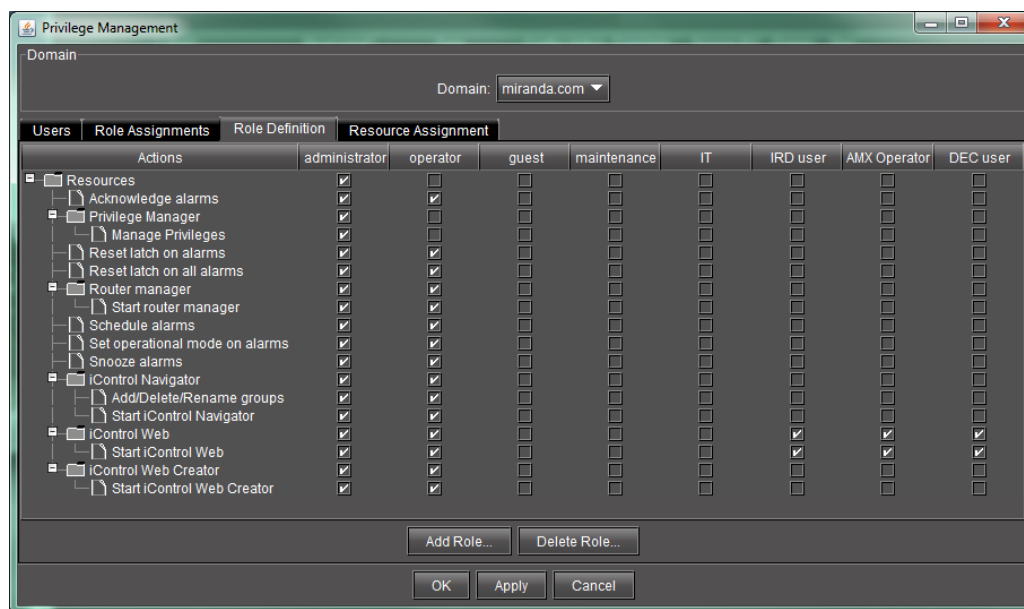 Privilege Management
Domain
Domain: miranda.com
Users Role Assignments Role Definition Resource Assignment
Actions administrator operator guest maintenance IT IRD user AMX Operator DEC user
Resources
Acknowledge alarms
Privilege Manager
Manage Privileges
Reset latch on alarms
Reset latch on all alarms
Router manager
Start router manager
Schedule alarms
Set operational mode on alarms
Snooze alarms
iControl Navigator
Add/Delete/Rename groups
Start iControl Navigator
iControl Web
Start iControl Web
iControl Web Creator
Start iControl Web Creator
Add Role... Delete Role...
OK Apply Cancel